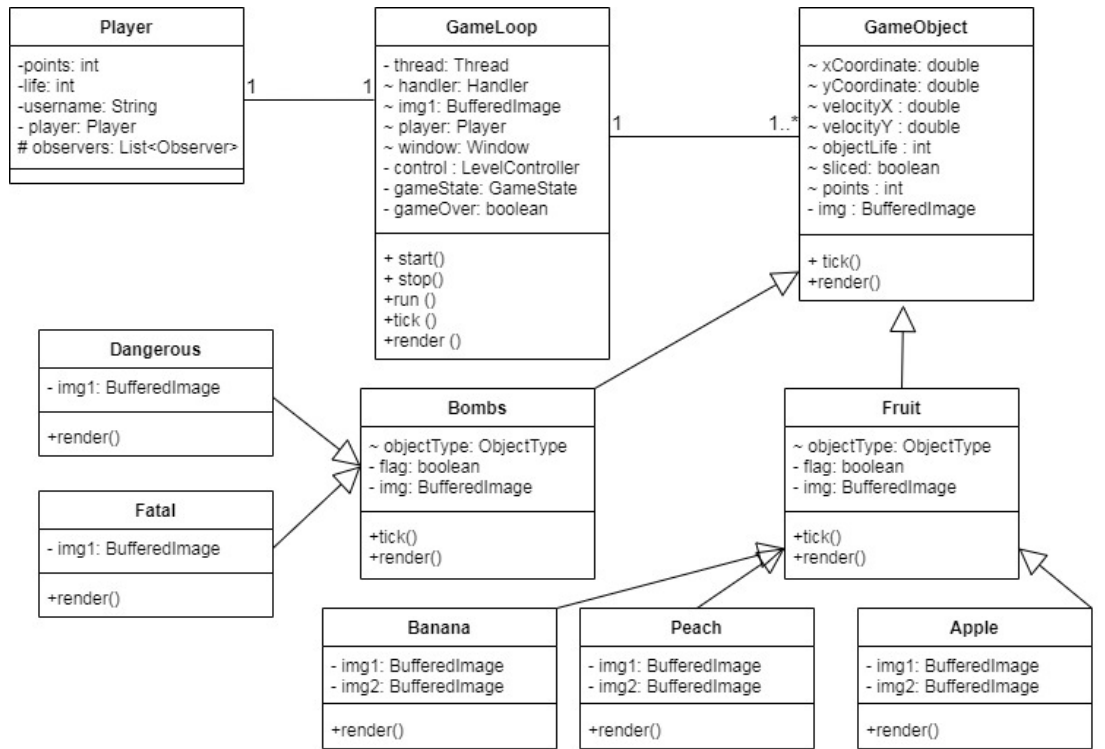 Player
-points: int
-life: int
-username: String
- player: Player
# observers: List<Observer>
1
1
GameLoop
- thread: Thread
~ handler: Handler
~ img1: BufferedImage
~ player: Player
~ window: Window
- control : LevelController
- gameState: GameState
- gameOver: boolean
+ start()
+ stop()
+run ()
+tick ()
+render ()
1
1..*
GameObject
~ xCoordinate: double
~ yCoordinate: double
~ velocityX : double
~ velocityY : double
~ objectLife : int
~ sliced: boolean
~ points : int
- img : BufferedImage
+ tick()
+render()
Dangerous
- img1: BufferedImage
+render()
Fatal
- img1: BufferedImage
+render()
Bombs
~ objectType: ObjectType
- flag: boolean
- img: BufferedImage
+tick()
+render()
Fruit
~ objectType: ObjectType
- flag: boolean
- img: BufferedImage
+tick()
+render()
Banana
- img1: BufferedImage
- img2: BufferedImage
+render()
Peach
- img1: BufferedImage
- img2: BufferedImage
+render()
Apple
- img1: BufferedImage
- img2: BufferedImage
+render()